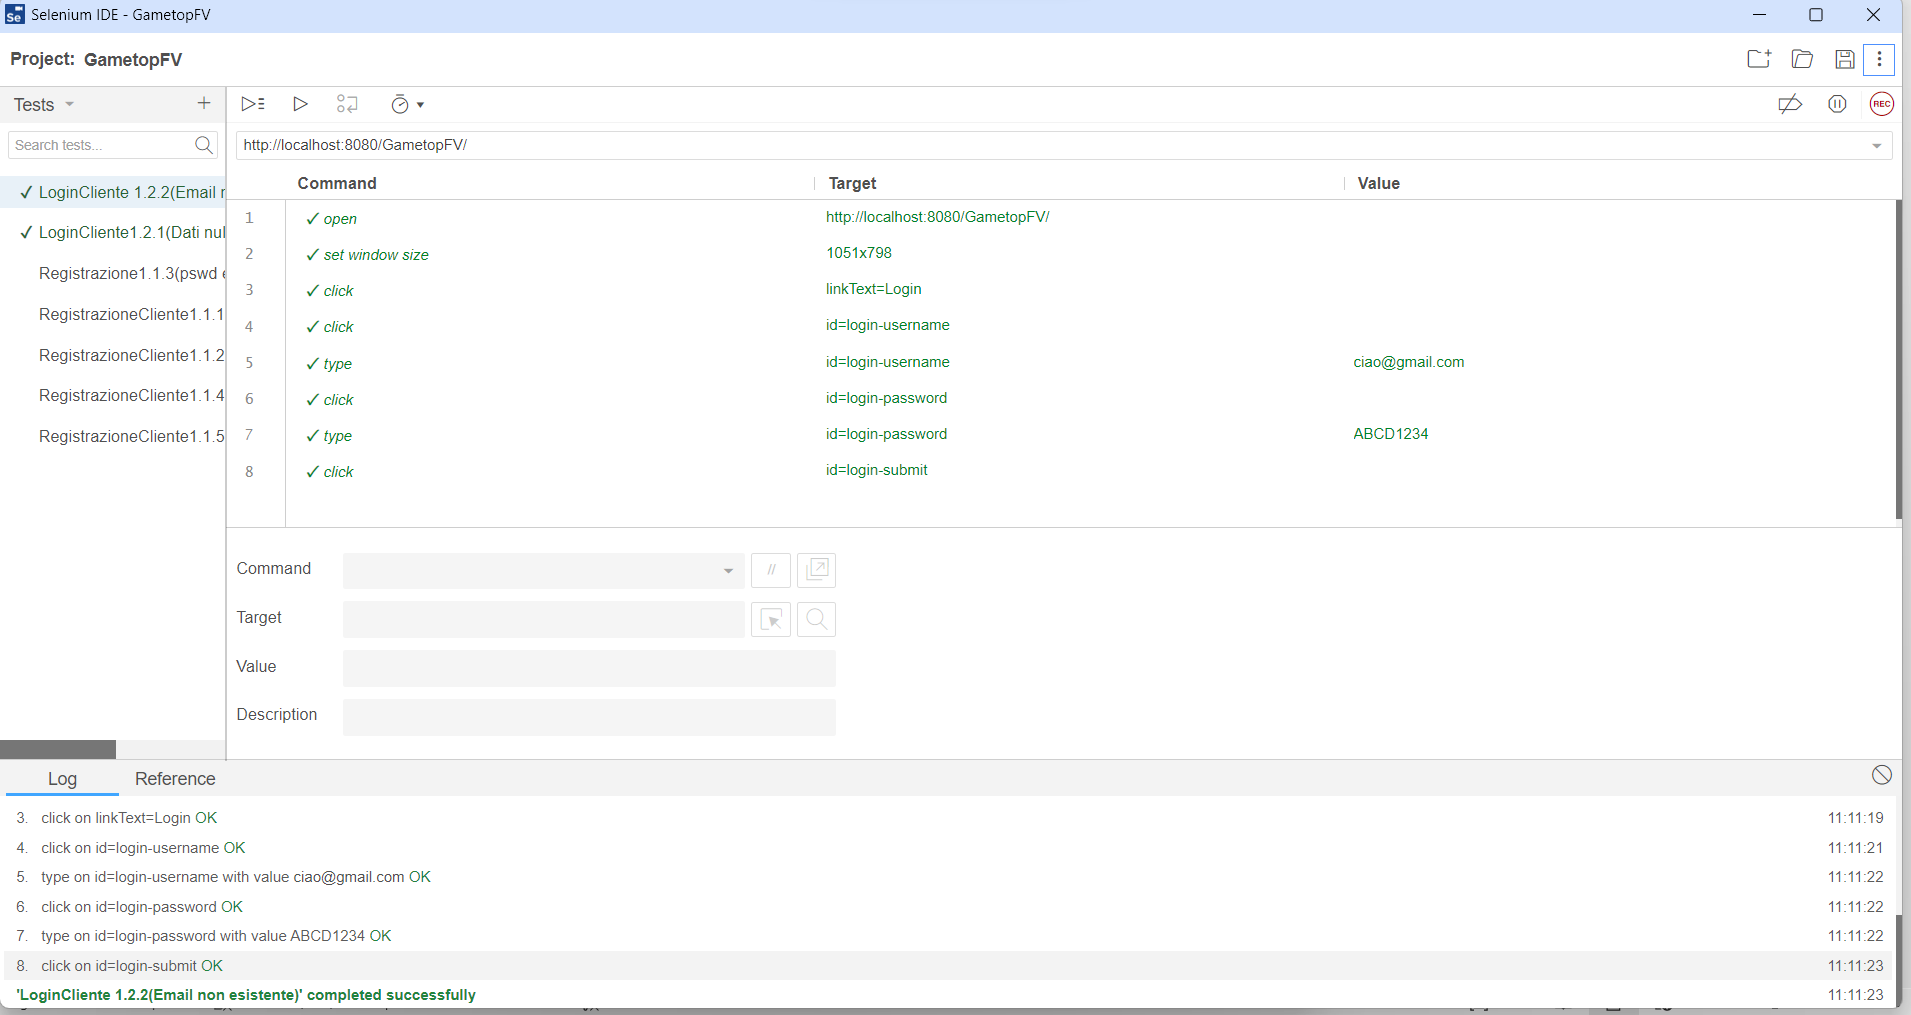 Selenium IDE - GametopFV
Project: GametopFV
Tests
Search tests...
LoginCliente 1.2.2(Email
LoginCliente1.2.1(Dati nul
Registrazione1.1.3(pswd
RegistrazioneCliente1.1.1
RegistrazioneCliente1.1.2
RegistrazioneCliente1.1.4
RegistrazioneCliente1.1.5
REC
http://localhost:8080/GametopFV/
Command Target Value
1 ✓ open http://localhost:8080/GametopFV/
2 ✓ set window size 1051x798
3 ✓ click linkText=Login
4 ✓ click id=login-username
5 ✓ type id=login-username ciao@gmail.com
6 ✓ click id=login-password
7 ✓ type id=login-password ABCD1234
8 ✓ click id=login-submit
Command //
Target
Value
Description
Log Reference
3. click on linkText=Login OK 11:11:19
4. click on id=login-username OK 11:11:21
5. type on id=login-username with value ciao@gmail.com OK 11:11:22
6. click on id=login-password OK 11:11:22
7. type on id=login-password with value ABCD1234 OK 11:11:22
8. click on id=login-submit OK 11:11:23
'LoginCliente 1.2.2(Email non esistente)' completed successfully 11:11:23